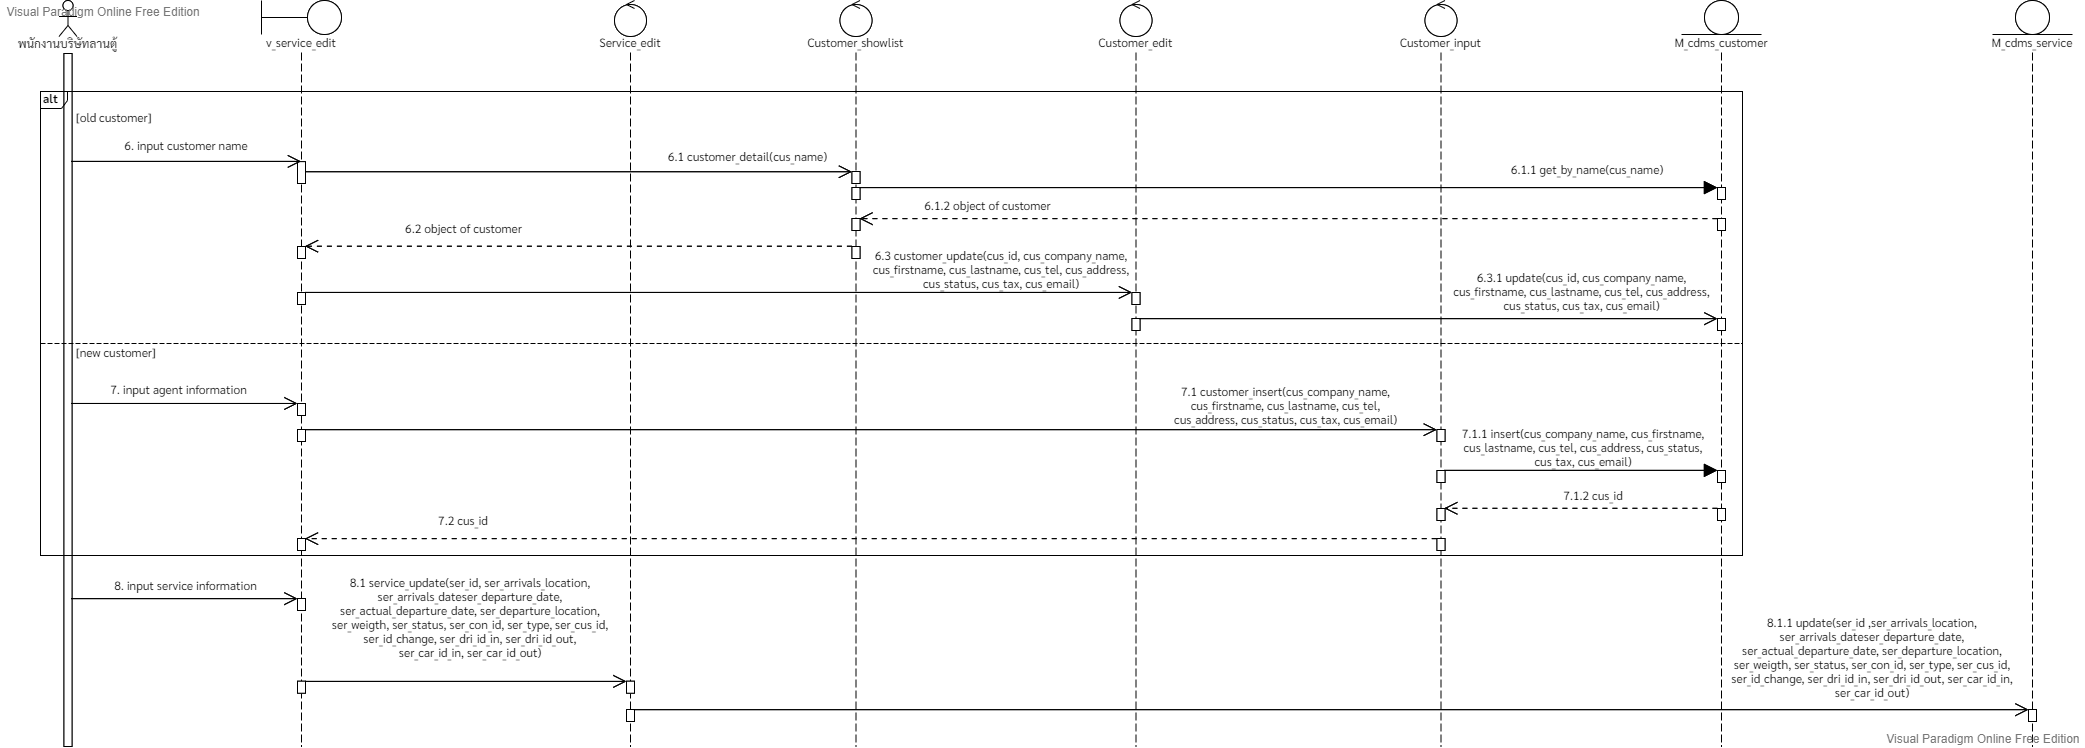 Visual Paradigm Online Free Edition
พนักงานบริษัทลานตู้
v_service_edit
Service_edit
Customer_showlist
Customer_edit
Customer_input
M_cdms_customer
M_cdms_service
alt
[old customer]
6. input customer name
6.1 customer_detail(cus_name)
6.1.1 get_by_name(cus_name)
6.1.2 object of customer
6.2 object of customer
6.3 customer_update(cus_id, cus_company_name,
cus_firstname, cus_lastname, cus_tel, cus_address,
cus_status, cus_tax, cus_email)
6.3.1 update(cus_id, cus_company_name,
cus_firstname, cus_lastname, cus_tel, cus_address,
cus_status, cus_tax, cus_email)
[new customer]
7. input agent information
7.1 customer_insert(cus_company_name,
cus_firstname, cus_lastname, cus_tel,
cus_address, cus_status, cus_tax, cus_email)
7.1.1 insert(cus_company_name, cus_firstname,
cus_lastname, cus_tel, cus_address, cus_status,
cus_tax, cus_email)
7.1.2 cus_id
7.2 cus_id
8. input service information
8.1 service_update(ser_id, ser_arrivals_location,
ser_arrivals_dateser_departure_date,
ser_actual_departure_date, ser_departure_location,
ser_weigth, ser_status, ser_con_id, ser_type, ser_cus_id,
ser_id_change, ser_dri_id_in, ser_dri_id_out,
ser_car_id_in, ser_car_id_out)
8.1.1 update(ser_id ,ser_arrivals_location,
ser_arrivals_dateser_departure_date,
ser_actual_departure_date, ser_departure_location,
ser_weigth, ser_status, ser_con_id, ser_type, ser_cus_id,
ser_id_change, ser_dri_id_in, ser_dri_id_out, ser_car_id_in,
ser_car_id_out)
Visual Paradigm Online Free Edition